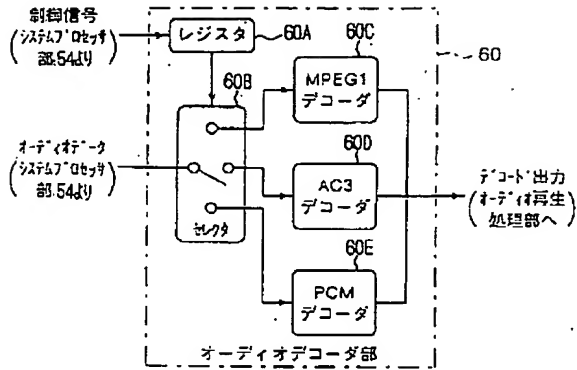 制御信号
(システムプロセッサ
部54より)
レジスタ
60A
60B
60C
60
MPEG1
デコーダ
オーディオデータ
(システムプロセッサ
部54より)
セレクタ
60D
AC3
デコーダ
デコード出力
(オーディオ再生
処理部へ)
60E
PCM
デコーダ
オーディオデコーダ部